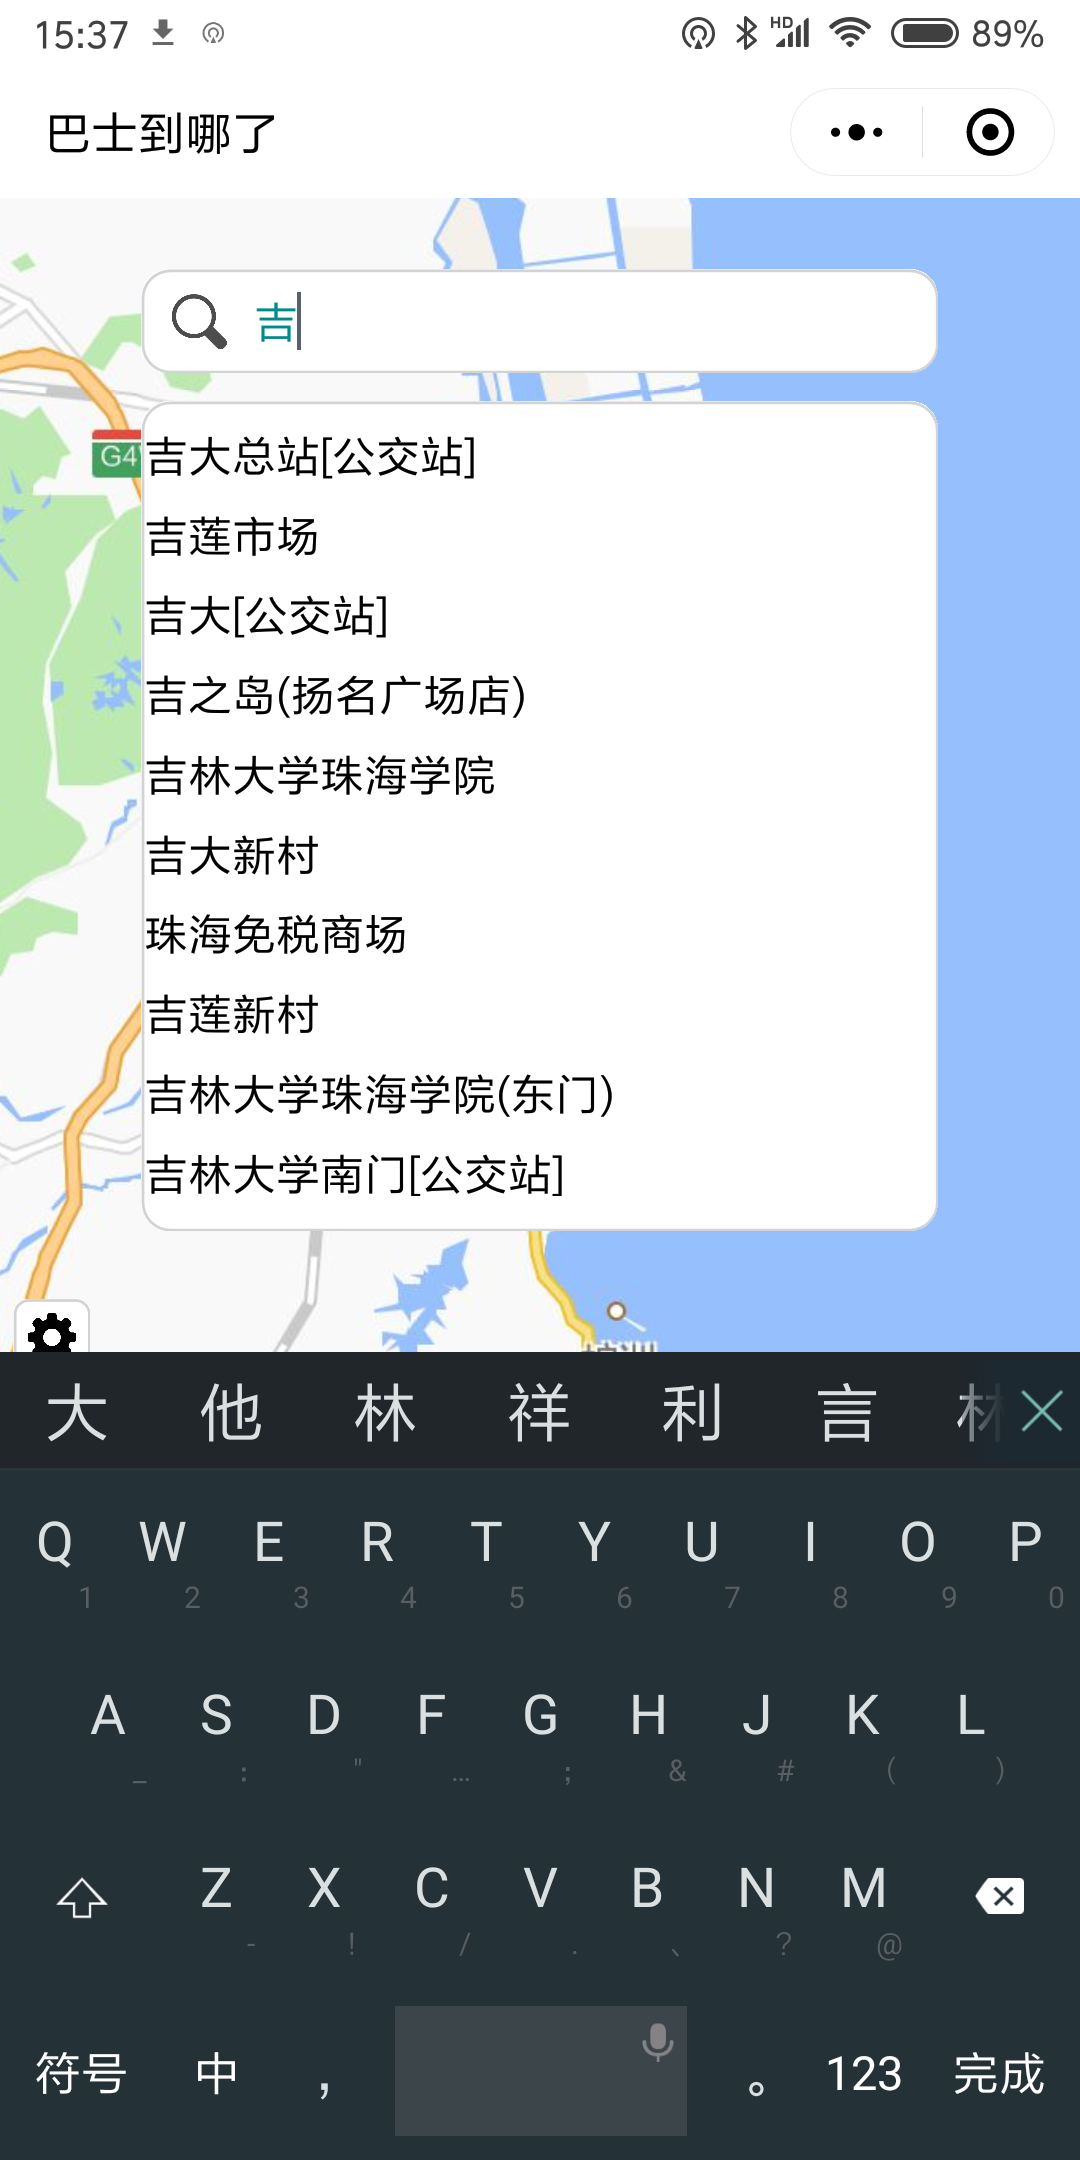 15:37 HD 89%
巴士到哪了
吉
G4
吉大总站[公交站]
吉莲市场
吉大[公交站]
吉之岛(扬名广场店)
吉林大学珠海学院
吉大新村
珠海免税商场
吉莲新村
吉林大学珠海学院(东门)
吉林大学南门[公交站]
大 他 林 祥 利 言
Q W E R T Y U I O P
1 2 3 4 5 6 7 8 9 0
A S D F G H J K L
_ : " … ; & # ( )
Z X C V B N M
- ! / . 、 ? @
符号 中 , 。 123 完成